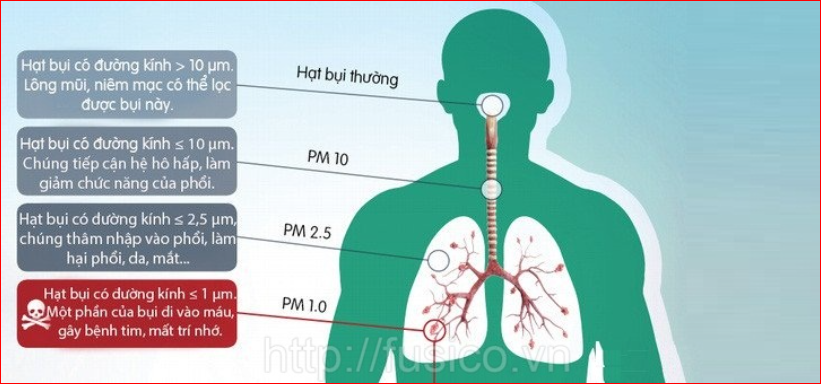 Hạt bụi có đường kính > 10 µm.
Lông mũi, niêm mạc có thể lọc
được bụi này.
Hạt bụi thường
Hạt bụi có đường kính ≤ 10 µm.
Chúng tiếp cận hệ hô hấp, làm
giảm chức năng của phổi.
PM 10
Hạt bụi có dường kính ≤ 2,5 µm,
chúng thâm nhập vào phổi, làm
hại phổi, da, mắt...
PM 2.5
Hạt bụi có dường kính ≤ 1 µm.
Một phần của bụi đi vào máu,
gây bệnh tim, mất trí nhớ.
PM 1.0
http://fusico.vn